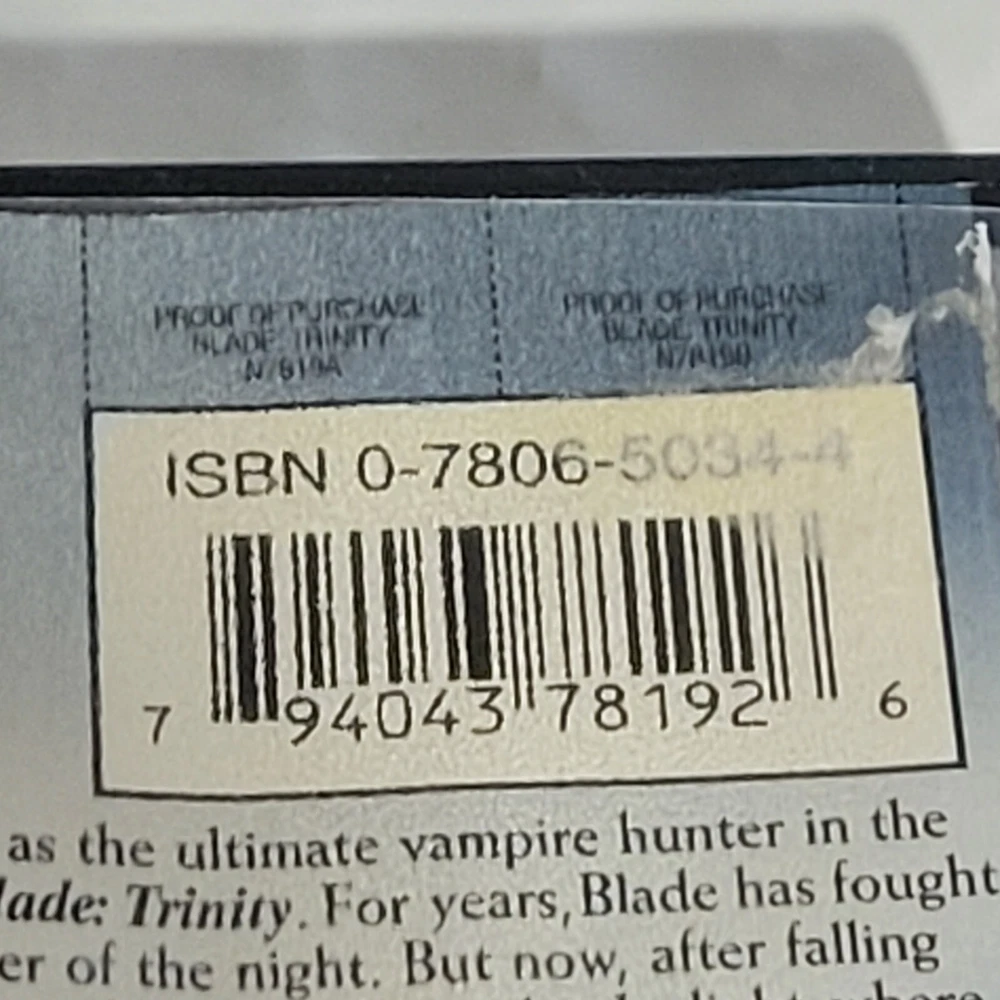 PROOF OF PURCHASE
BLADE: TRINITY
PROOF OF PURCHASE
BLADE: TRINITY
ISBN 0-7806-5034-4
7 94043 78192 6
as the ultimate vampire hunter in the
lade: Trinity. For years, Blade has fought
er of the night. But now, after falling